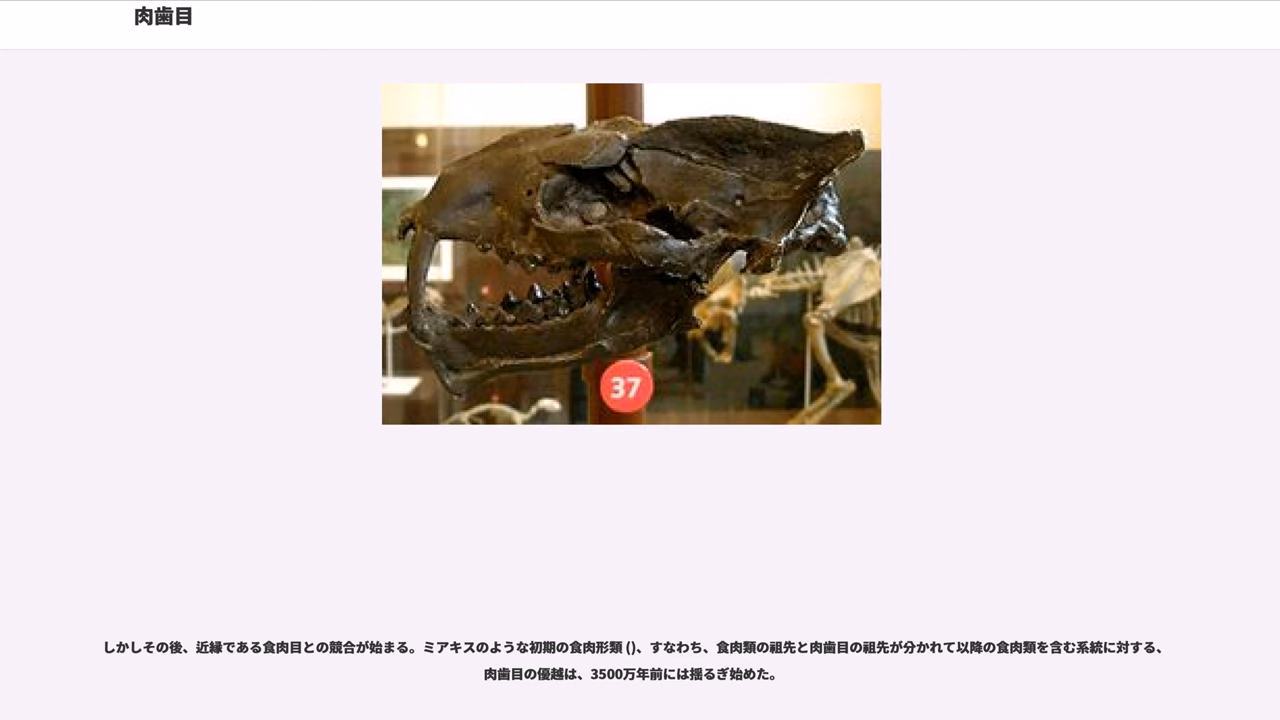 肉歯目
37
しかしその後、近縁である食肉目との競合が始まる。ミアキスのような初期の食肉形類 ()、すなわち、食肉類の祖先と肉歯目の祖先が分かれて以降の食肉類を含む系統に対する、
肉歯目の優越は、3500万年前には揺るぎ始めた。